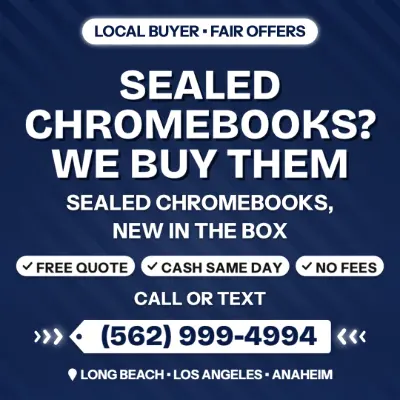 LOCAL BUYER • FAIR OFFERS
SEALED
CHROMEBOOKS?
WE BUY THEM
SEALED CHROMEBOOKS,
NEW IN THE BOX
✓ FREE QUOTE ✓ CASH SAME DAY ✓ NO FEES
CALL OR TEXT
(562) 999-4994
LONG BEACH • LOS ANGELES • ANAHEIM